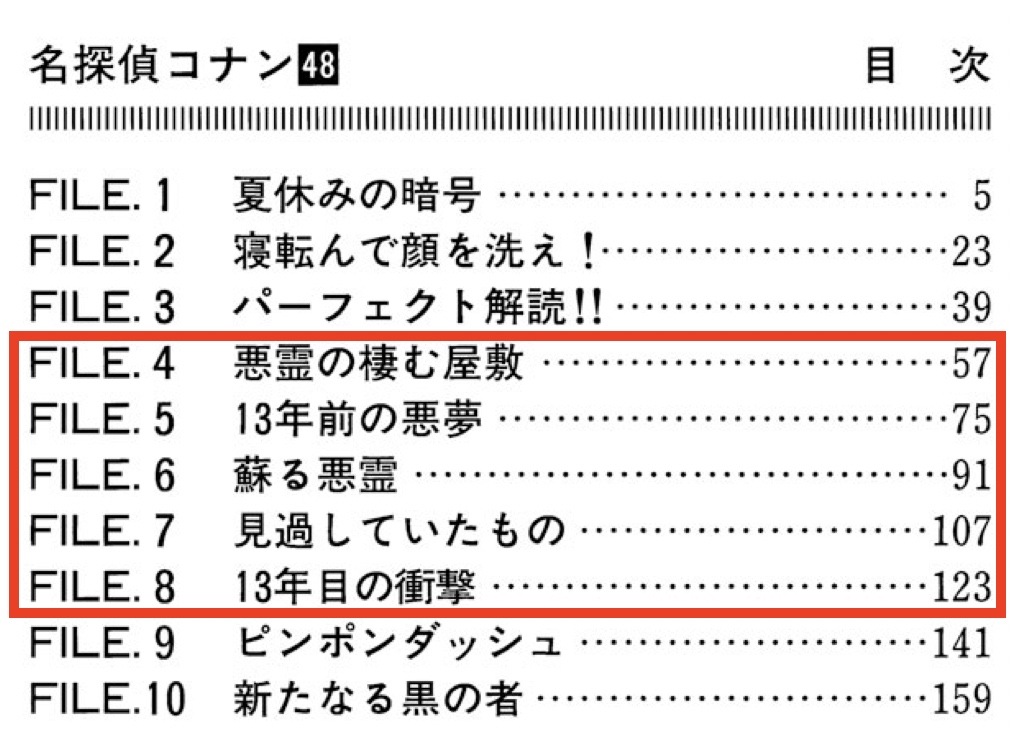 名探偵コナン48 目 次
FILE. 1 夏休みの暗号 …………………………… 5
FILE. 2 寝転んで顔を洗え！……………………… 23
FILE. 3 パーフェクト解読!! …………………… 39
FILE. 4 悪霊の棲む屋敷 ………………………… 57
FILE. 5 13年前の悪夢 …………………………… 75
FILE. 6 蘇る悪霊 ………………………………… 91
FILE. 7 見過していたもの ……………………… 107
FILE. 8 13年目の衝撃 …………………………… 123
FILE. 9 ピンポンダッシュ ……………………… 141
FILE.10 新たなる黒の者 ………………………… 159